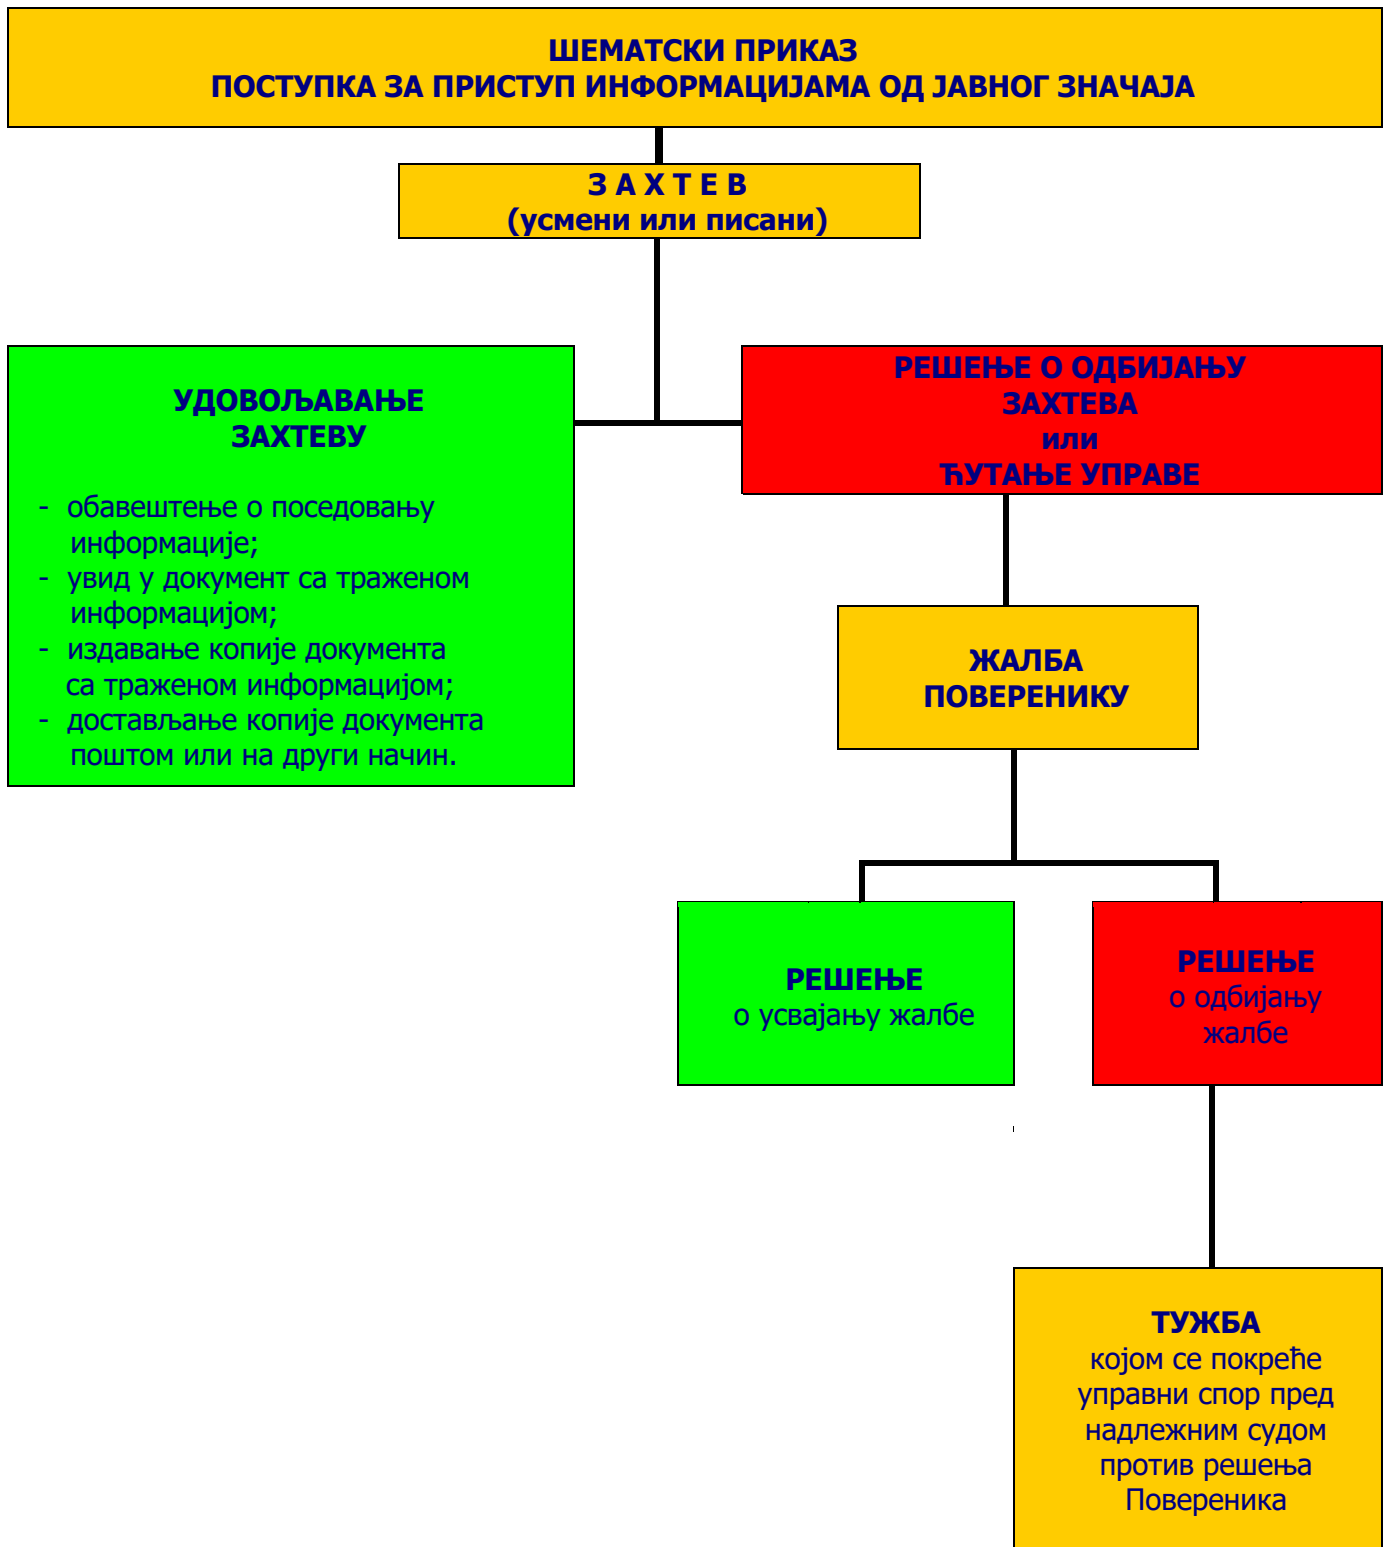 ШЕМАТСКИ ПРИКАЗ
ПОСТУПКА ЗА ПРИСТУП ИНФОРМАЦИЈАМА ОД ЈАВНОГ ЗНАЧАЈА
З А Х Т Е В
(усмени или писани)
УДОВОЉАВАЊЕ
ЗАХТЕВУ
- обавештење о поседовању
информације;
- увид у документ са траженом
информацијом;
- издавање копије документа
са траженом информацијом;
- достављање копије документа
поштом или на други начин.
РЕШЕЊЕ О ОДБИЈАЊУ
ЗАХТЕВА
или
ЋУТАЊЕ УПРАВЕ
ЖАЛБА
ПОВЕРЕНИКУ
РЕШЕЊЕ
о усвајању жалбе
РЕШЕЊЕ
о одбијању
жалбе
ТУЖБА
којом се покреће
управни спор пред
надлежним судом
против решења
Повереника